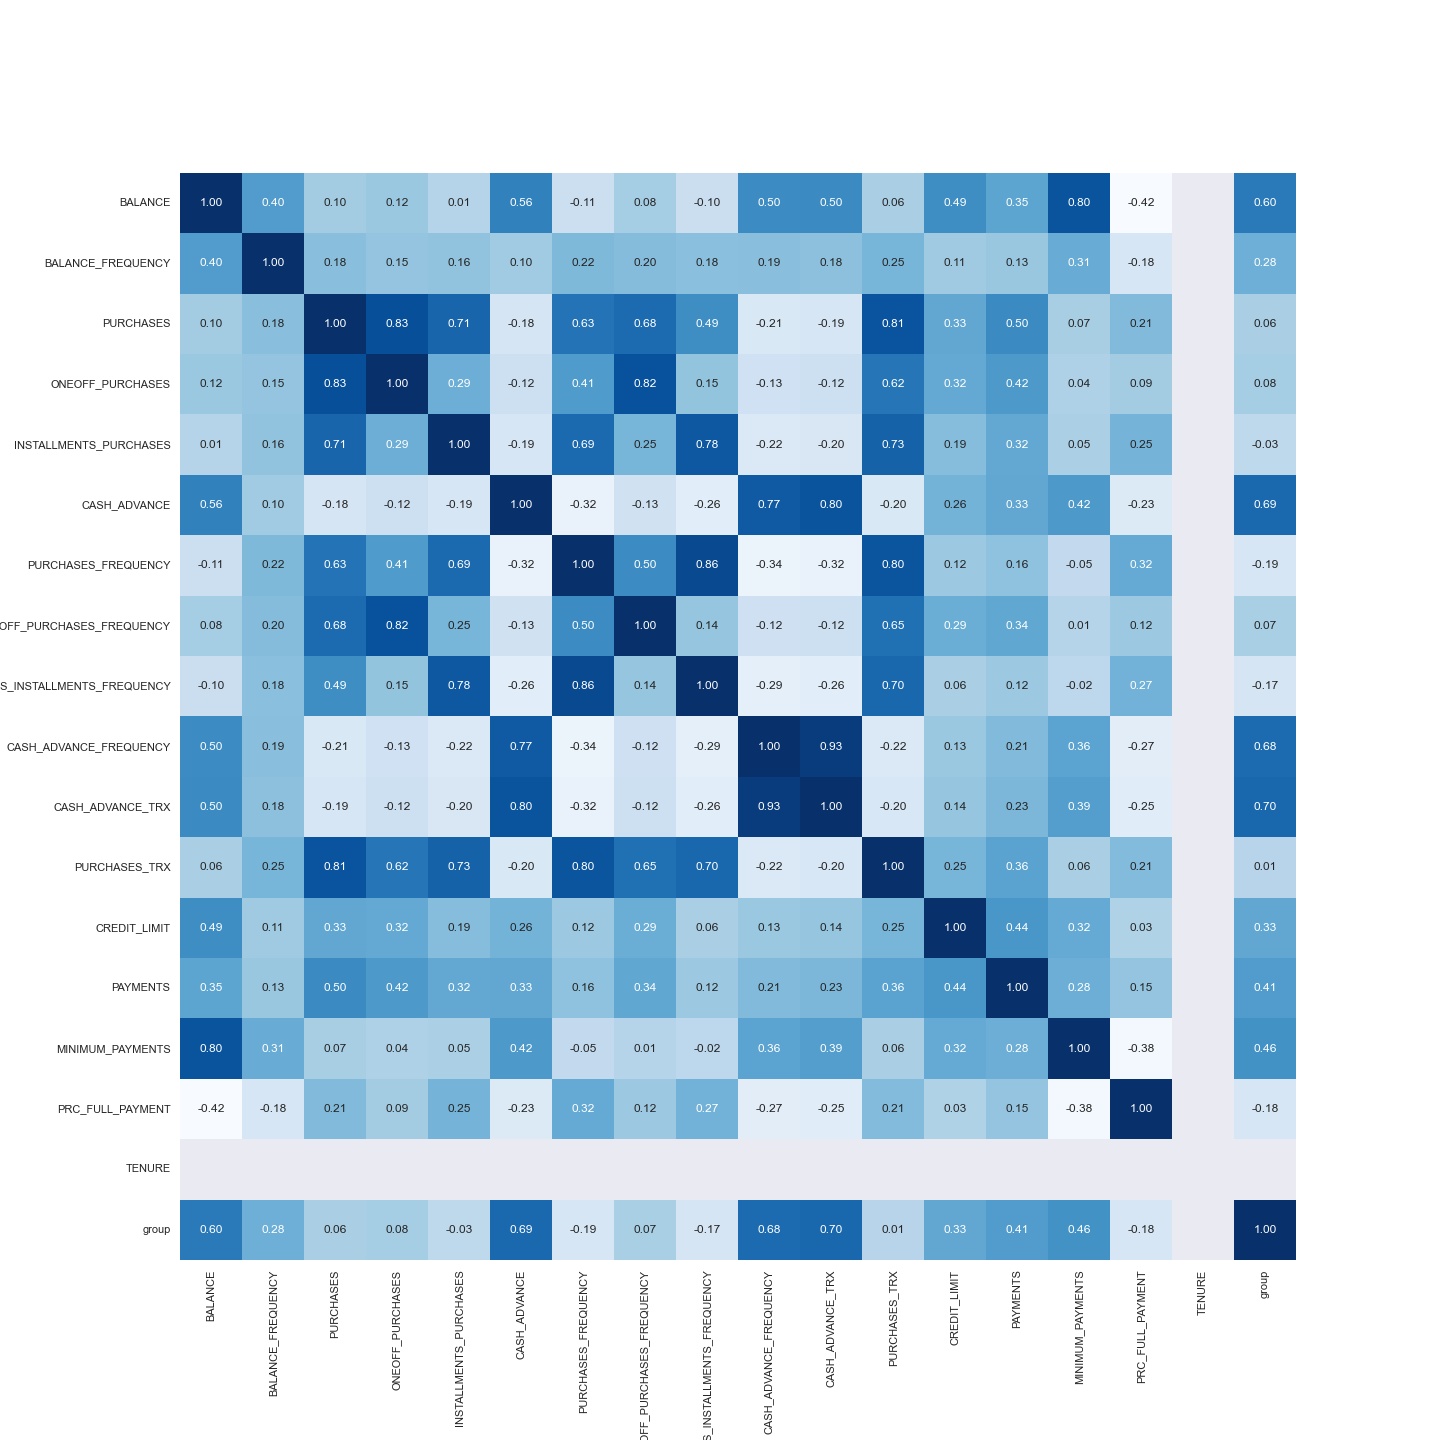 BALANCE 1.00 0.40 0.10 0.12 0.01 0.56 -0.11 0.08 -0.10 0.50 0.50 0.06 0.49 0.35 0.80 -0.42 0.60
BALANCE_FREQUENCY 0.40 1.00 0.18 0.15 0.16 0.10 0.22 0.20 0.18 0.19 0.18 0.25 0.11 0.13 0.31 -0.18 0.28
PURCHASES 0.10 0.18 1.00 0.83 0.71 -0.18 0.63 0.68 0.49 -0.21 -0.19 0.81 0.33 0.50 0.07 0.21 0.06
ONEOFF_PURCHASES 0.12 0.15 0.83 1.00 0.29 -0.12 0.41 0.82 0.15 -0.13 -0.12 0.62 0.32 0.42 0.04 0.09 0.08
INSTALLMENTS_PURCHASES 0.01 0.16 0.71 0.29 1.00 -0.19 0.69 0.25 0.78 -0.22 -0.20 0.73 0.19 0.32 0.05 0.25 -0.03
CASH_ADVANCE 0.56 0.10 -0.18 -0.12 -0.19 1.00 -0.32 -0.13 -0.26 0.77 0.80 -0.20 0.26 0.33 0.42 -0.23 0.69
PURCHASES_FREQUENCY -0.11 0.22 0.63 0.41 0.69 -0.32 1.00 0.50 0.86 -0.34 -0.32 0.80 0.12 0.16 -0.05 0.32 -0.19
OFF_PURCHASES_FREQUENCY 0.08 0.20 0.68 0.82 0.25 -0.13 0.50 1.00 0.14 -0.12 -0.12 0.65 0.29 0.34 0.01 0.12 0.07
S_INSTALLMENTS_FREQUENCY -0.10 0.18 0.49 0.15 0.78 -0.26 0.86 0.14 1.00 -0.29 -0.26 0.70 0.06 0.12 -0.02 0.27 -0.17
CASH_ADVANCE_FREQUENCY 0.50 0.19 -0.21 -0.13 -0.22 0.77 -0.34 -0.12 -0.29 1.00 0.93 -0.22 0.13 0.21 0.36 -0.27 0.68
CASH_ADVANCE_TRX 0.50 0.18 -0.19 -0.12 -0.20 0.80 -0.32 -0.12 -0.26 0.93 1.00 -0.20 0.14 0.23 0.39 -0.25 0.70
PURCHASES_TRX 0.06 0.25 0.81 0.62 0.73 -0.20 0.80 0.65 0.70 -0.22 -0.20 1.00 0.25 0.36 0.06 0.21 0.01
CREDIT_LIMIT 0.49 0.11 0.33 0.32 0.19 0.26 0.12 0.29 0.06 0.13 0.14 0.25 1.00 0.44 0.32 0.03 0.33
PAYMENTS 0.35 0.13 0.50 0.42 0.32 0.33 0.16 0.34 0.12 0.21 0.23 0.36 0.44 1.00 0.28 0.15 0.41
MINIMUM_PAYMENTS 0.80 0.31 0.07 0.04 0.05 0.42 -0.05 0.01 -0.02 0.36 0.39 0.06 0.32 0.28 1.00 -0.38 0.46
PRC_FULL_PAYMENT -0.42 -0.18 0.21 0.09 0.25 -0.23 0.32 0.12 0.27 -0.27 -0.25 0.21 0.03 0.15 -0.38 1.00 -0.18
TENURE
group 0.60 0.28 0.06 0.08 -0.03 0.69 -0.19 0.07 -0.17 0.68 0.70 0.01 0.33 0.41 0.46 -0.18 1.00
BALANCE
BALANCE_FREQUENCY
PURCHASES
ONEOFF_PURCHASES
INSTALLMENTS_PURCHASES
CASH_ADVANCE
PURCHASES_FREQUENCY
OFF_PURCHASES_FREQUENCY
S_INSTALLMENTS_FREQUENCY
CASH_ADVANCE_FREQUENCY
CASH_ADVANCE_TRX
PURCHASES_TRX
CREDIT_LIMIT
PAYMENTS
MINIMUM_PAYMENTS
PRC_FULL_PAYMENT
TENURE
group